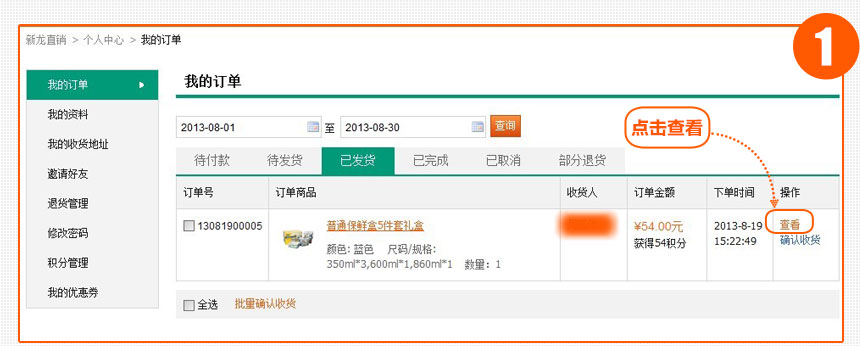 1
新龙直销 > 个人中心 > 我的订单
我的订单
我的资料
我的收货地址
邀请好友
退货管理
修改密码
积分管理
我的优惠券
我的订单
2013-08-01 至 2013-08-30 查询
点击查看
待付款 待发货 已发货 已完成 已取消 部分退货
订单号 订单商品 收货人 订单金额 下单时间 操作
13081900005 普通保鲜盒5件套礼盒 ¥54.00元 2013-8-19 查看
颜色: 蓝色 尺码/规格: 获得54积分 15:22:49 确认收货
350ml*3,600ml*1,860ml*1 数量: 1
全选 批量确认收货